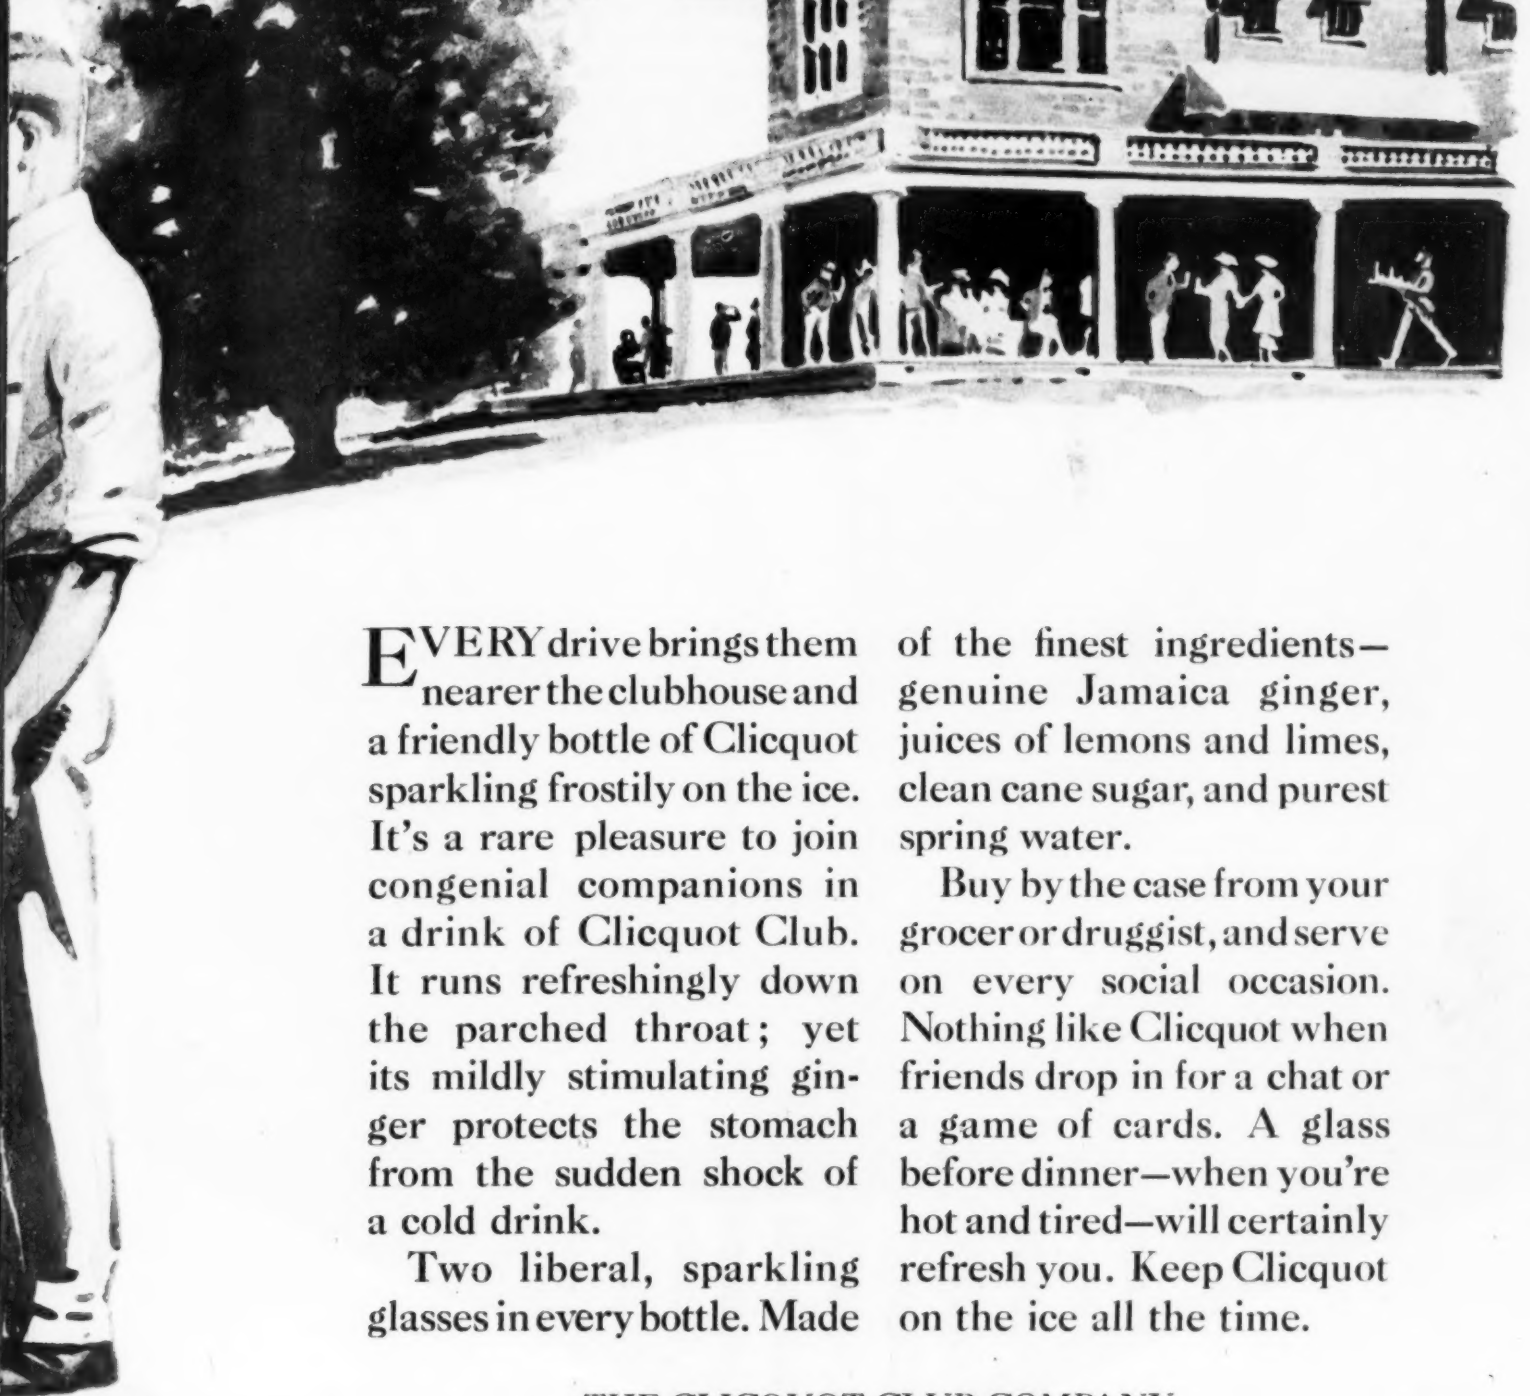 EVERY drive brings them
nearer the clubhouse and
a friendly bottle of Clicquot
sparkling frostily on the ice.
It's a rare pleasure to join
congenial companions in
a drink of Clicquot Club.
It runs refreshingly down
the parched throat; yet
its mildly stimulating gin-
ger protects the stomach
from the sudden shock of
a cold drink.
Two liberal, sparkling
glasses in every bottle. Made
of the finest ingredients—
genuine Jamaica ginger,
juices of lemons and limes,
clean cane sugar, and purest
spring water.
Buy by the case from your
grocer or druggist, and serve
on every social occasion.
Nothing like Clicquot when
friends drop in for a chat or
a game of cards. A glass
before dinner—when you're
hot and tired—will certainly
refresh you. Keep Clicquot
on the ice all the time.
THE CLICQUOT CLUB COMPANY